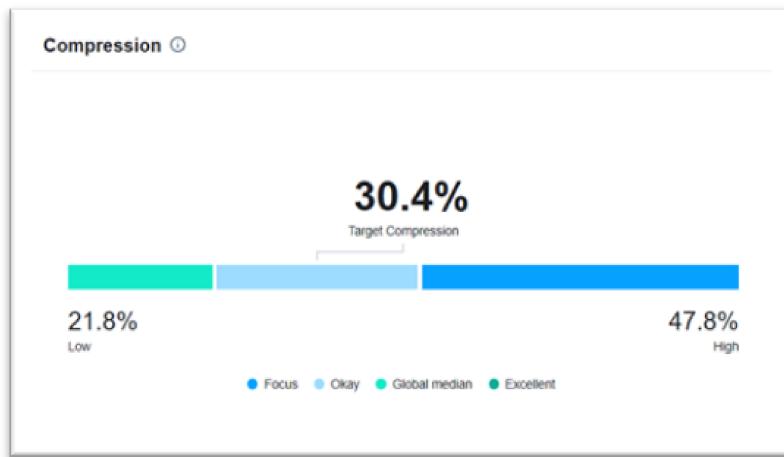 Compression
30.4%
Target Compression
21.8%
47.8%
Low
High
Focus Okay Global median Excellent